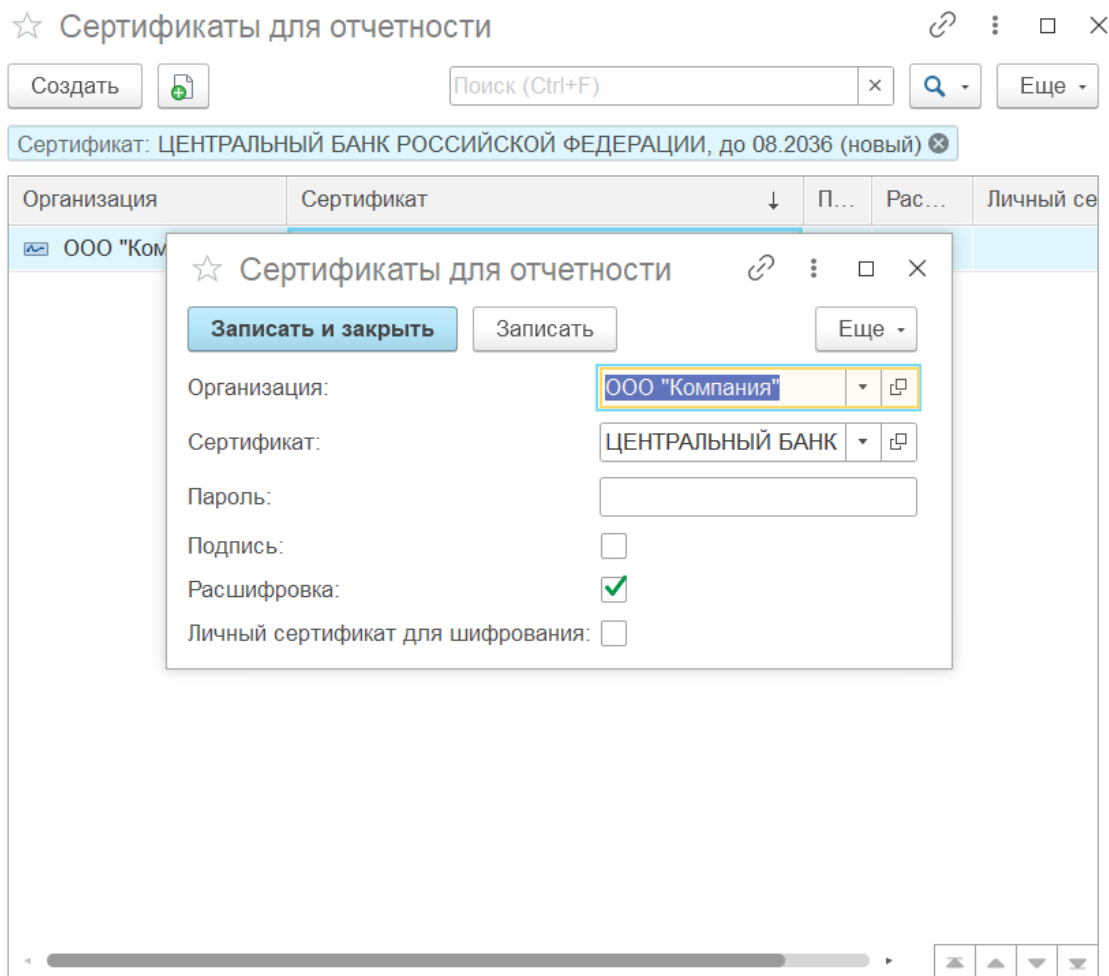 Сертификаты для отчетности
Создать Поиск (Ctrl+F) Еще
Сертификат: ЦЕНТРАЛЬНЫЙ БАНК РОССИЙСКОЙ ФЕДЕРАЦИИ, до 08.2036 (новый)
Организация Сертификат П... Рас... Личный се
ООО "Ком
Сертификаты для отчетности
Записать и закрыть Записать Еще
Организация: ООО "Компания"
Сертификат: ЦЕНТРАЛЬНЫЙ БАНК
Пароль:
Подпись:
Расшифровка:
Личный сертификат для шифрования: